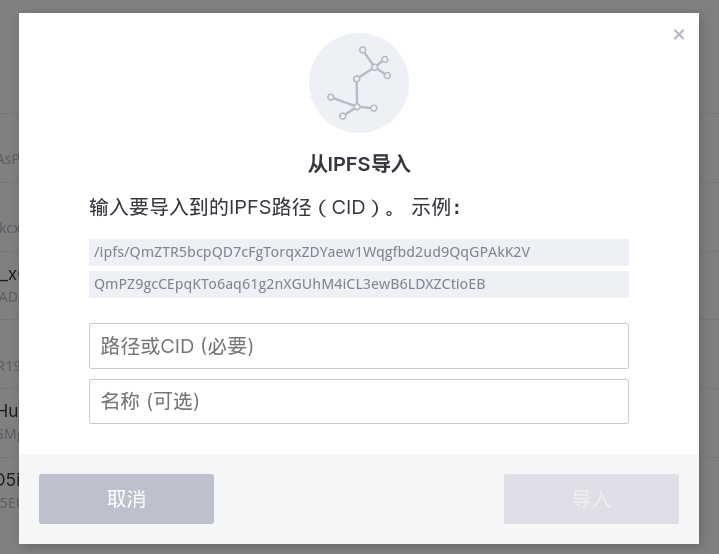 ×
从IPFS导入
输入要导入到的IPFS路径（CID）。 示例：
/ipfs/QmZTR5bcpQD7cFgTorqxZDYaew1Wqgfbd2ud9QqGPAkK2V
QmPZ9gcCEpqKTo6aq61g2nXGUhM4iCL3ewB6LDXZCtioEB
路径或CID (必要)
名称 (可选)
取消
导入